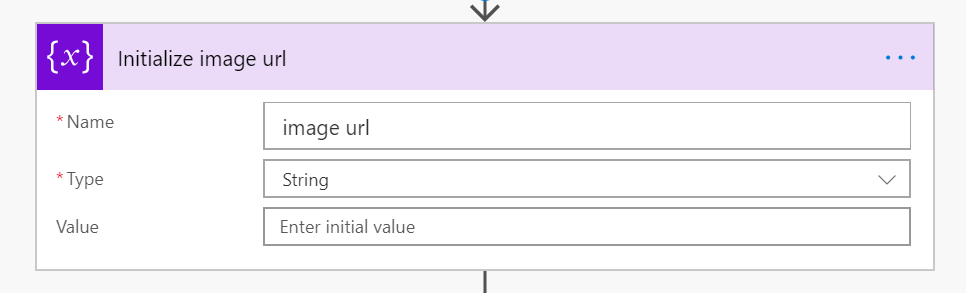 {x} Initialize image url ...
* Name image url
* Type String
Value Enter initial value